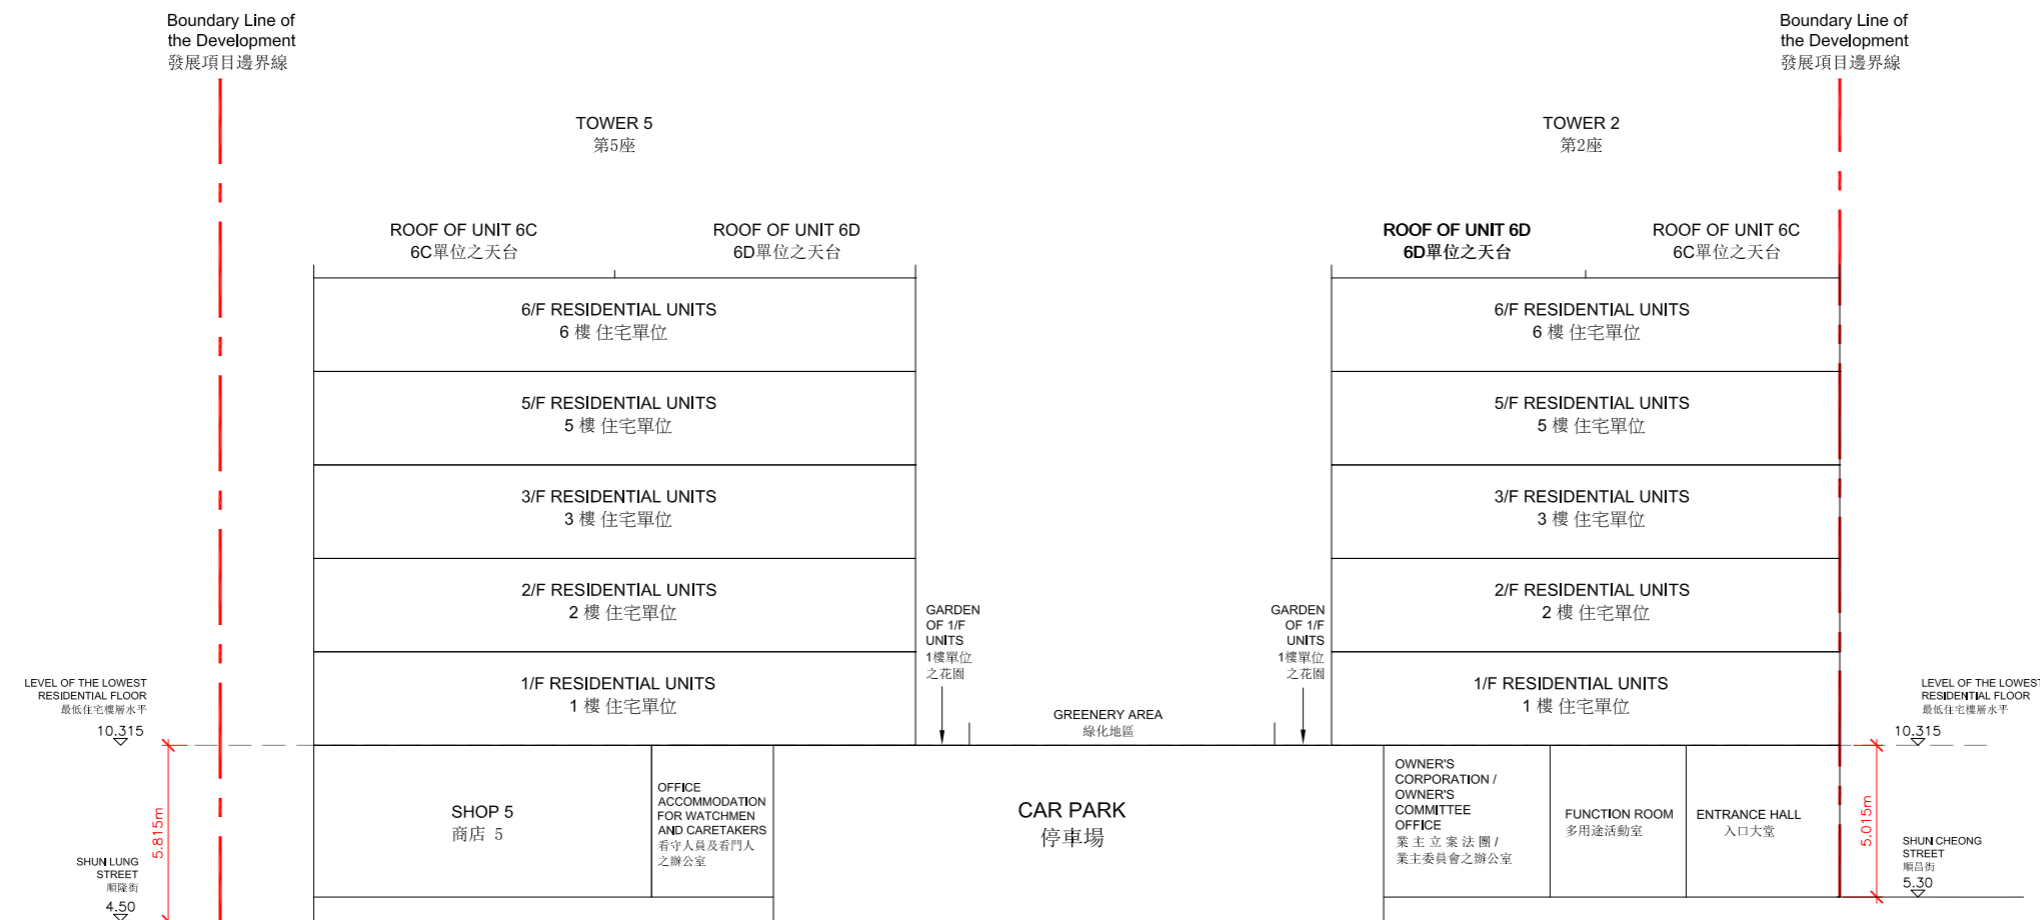 Boundary Line of
the Development
發展項目邊界線
Boundary Line of
the Development
發展項目邊界線
TOWER 5
第5座
TOWER 2
第2座
ROOF OF UNIT 6C
6C單位之天台
ROOF OF UNIT 6D
6D單位之天台
ROOF OF UNIT 6D
6D單位之天台
ROOF OF UNIT 6C
6C單位之天台
6/F RESIDENTIAL UNITS
6 樓 住宅單位
6/F RESIDENTIAL UNITS
6 樓 住宅單位
5/F RESIDENTIAL UNITS
5 樓 住宅單位
5/F RESIDENTIAL UNITS
5 樓 住宅單位
3/F RESIDENTIAL UNITS
3 樓 住宅單位
3/F RESIDENTIAL UNITS
3 樓 住宅單位
2/F RESIDENTIAL UNITS
2 樓 住宅單位
2/F RESIDENTIAL UNITS
2 樓 住宅單位
GARDEN
OF 1/F
UNITS
1樓單位
之花園
GARDEN
OF 1/F
UNITS
1樓單位
之花園
1/F RESIDENTIAL UNITS
1 樓 住宅單位
1/F RESIDENTIAL UNITS
1 樓 住宅單位
LEVEL OF THE LOWEST
RESIDENTIAL FLOOR
最低住宅樓層水平
10.315
GREENERY AREA
綠化地區
LEVEL OF THE LOWEST
RESIDENTIAL FLOOR
最低住宅樓層水平
10.315
5.815m
SHOP 5
商店 5
OFFICE
ACCOMMODATION
FOR WATCHMEN
AND CARETAKERS
看守人員及看門人
之辦公室
CAR PARK
停車場
OWNER'S
CORPORATION /
OWNER'S
COMMITTEE
OFFICE
業主立案法團/
業主委員會之辦公室
FUNCTION ROOM
多用途活動室
ENTRANCE HALL
入口大堂
5.015m
SHUN LUNG
STREET
順隆街
4.50
SHUN CHEONG
STREET
順昌街
5.30